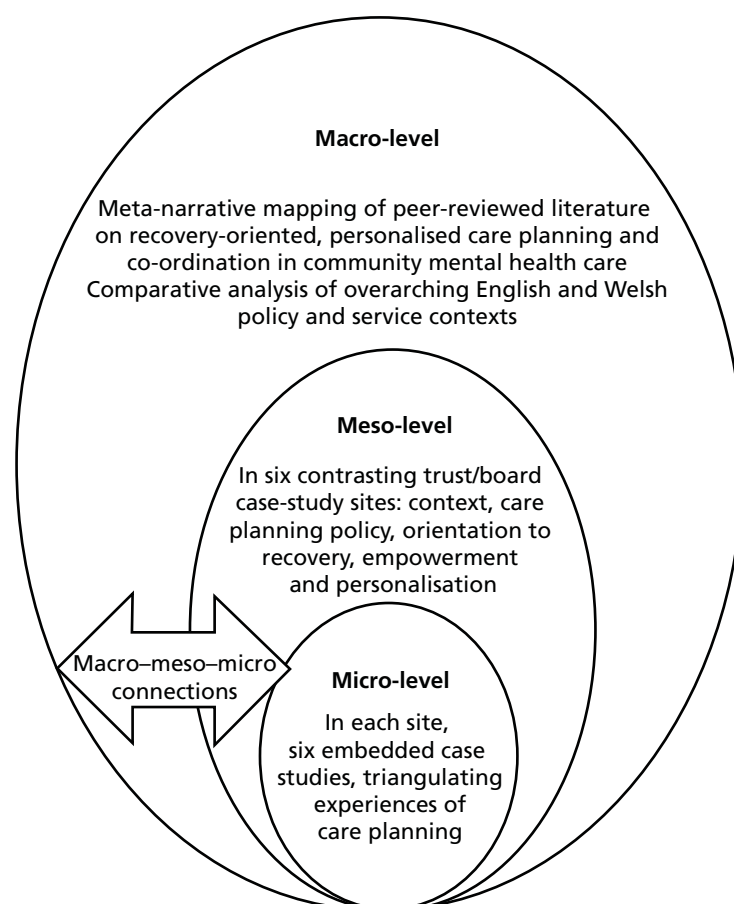 Macro-level
Meta-narrative mapping of peer-reviewed literature
on recovery-oriented, personalised care planning and
co-ordination in community mental health care
Comparative analysis of overarching English and Welsh
policy and service contexts
Meso-level
In six contrasting trust/board
case-study sites: context, care
planning policy, orientation to
recovery, empowerment
and personalisation
Macro–meso–micro
connections
Micro-level
In each site,
six embedded case
studies, triangulating
experiences of
care planning